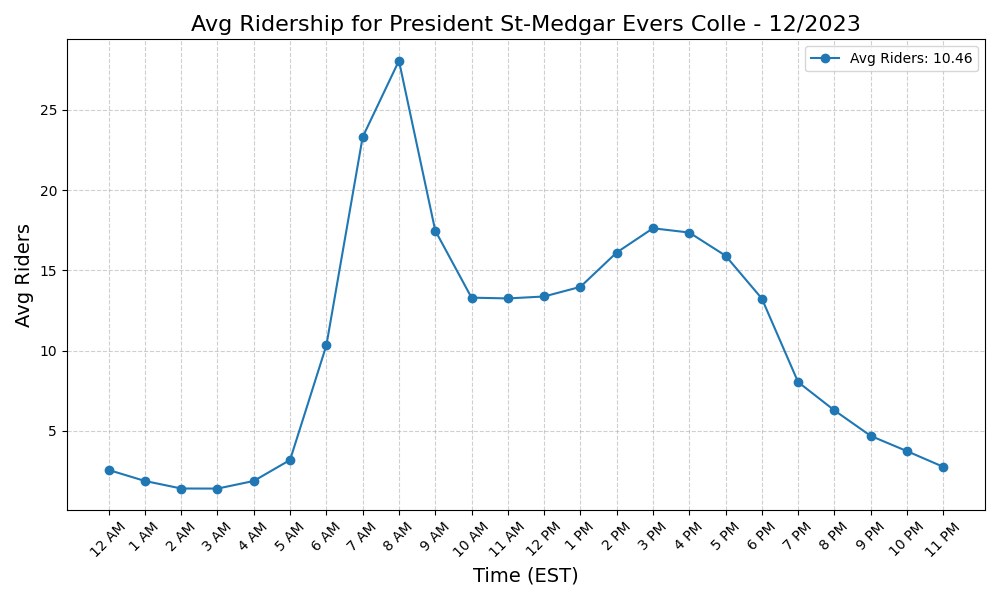 Avg Ridership for President St-Medgar Evers Colle - 12/2023
Avg Riders: 10.46
Avg Riders
25
20
15
10
5
12 AM
1 AM
2 AM
3 AM
4 AM
5 AM
6 AM
7 AM
8 AM
9 AM
10 AM
11 AM
12 PM
1 PM
2 PM
3 PM
4 PM
5 PM
6 PM
7 PM
8 PM
9 PM
10 PM
11 PM
Time (EST)